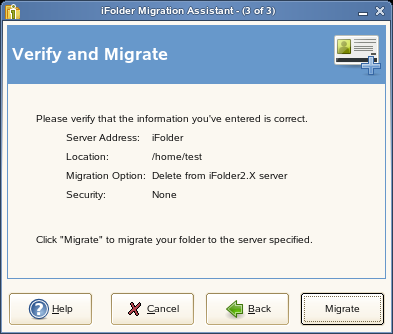 iFolder Migration Assistant - (3 of 3)
Verify and Migrate
Please verify that the information you've entered is correct.
Server Address: iFolder
Location: /home/test
Migration Option: Delete from iFolder2.X server
Security: None
Click "Migrate" to migrate your folder to the server specified.
Help Cancel Back Migrate